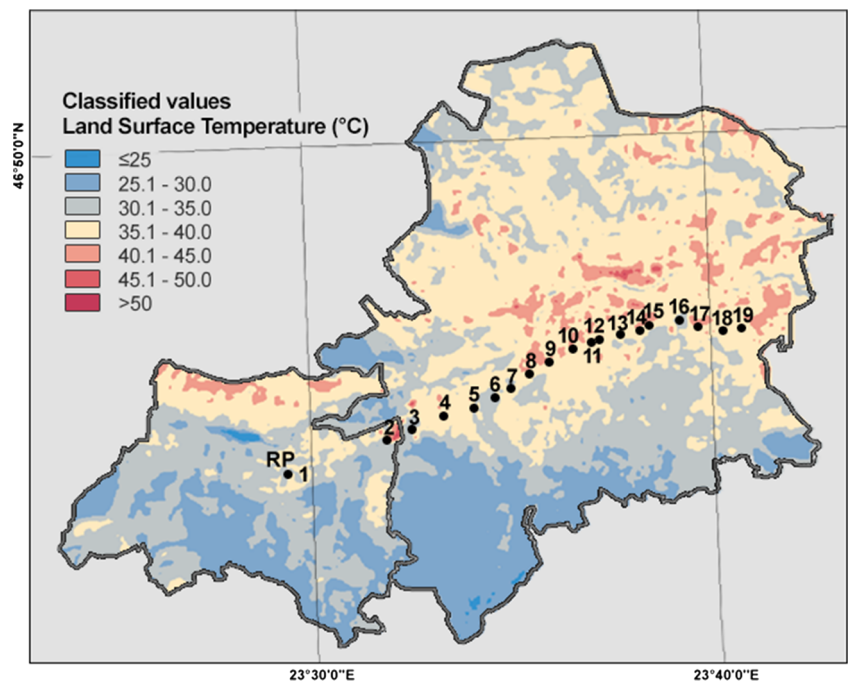 Classified values
Land Surface Temperature (°C)
≤25
25.1 - 30.0
30.1 - 35.0
35.1 - 40.0
40.1 - 45.0
45.1 - 50.0
>50
46°50'0"N
RP
1
2
3
4
5
6
7
8
9
10
11
12
13
14
15
16
17
18
19
23°30'0"E
23°40'0"E